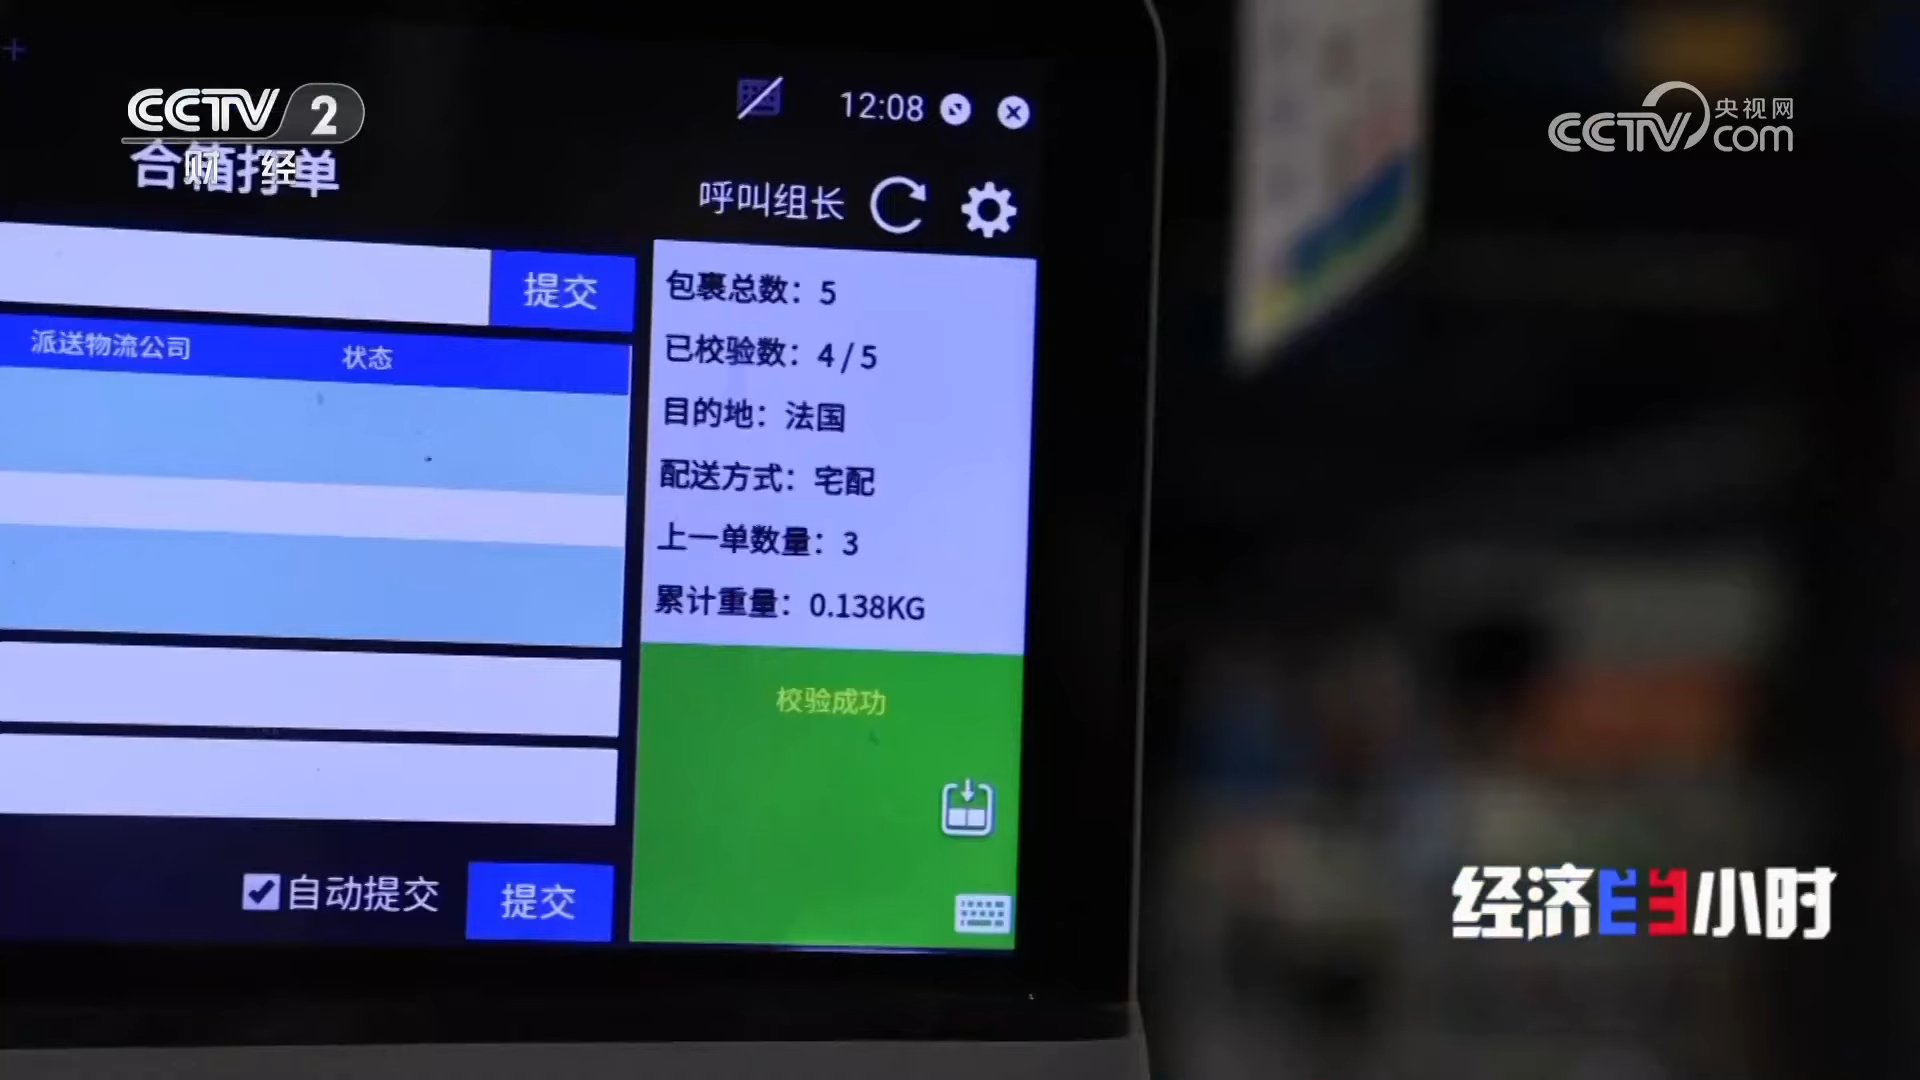 CCTV 2
财 经
央视网
CCTV com
12:08
合箱打单
呼叫组长
提交
派送物流公司 状态
包裹总数：5
已校验数：4/5
目的地：法国
配送方式：宅配
上一单数量：3
累计重量：0.138KG
校验成功
自动提交 提交
经济半小时